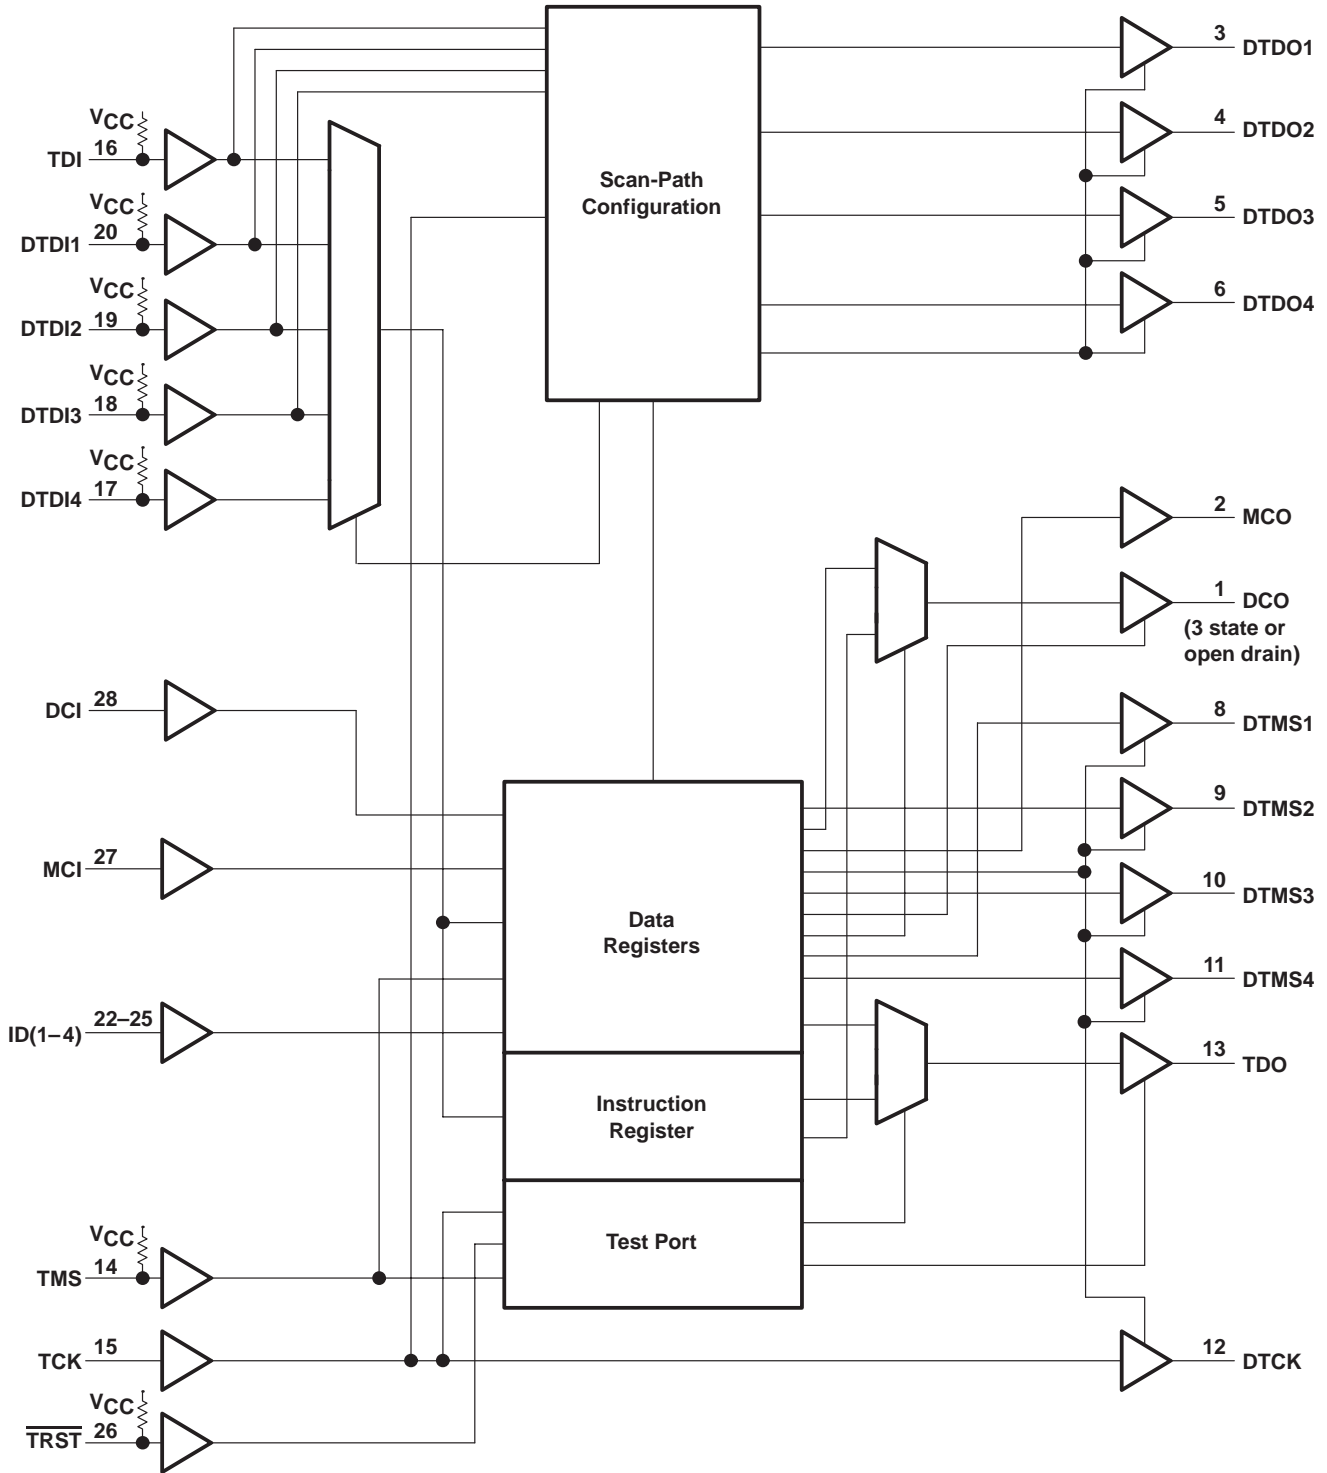 3 DTDO1
VCC
16
TDI
4 DTDO2
Scan-Path
Configuration
VCC
20
DTDI1
5 DTDO3
VCC
19
DTDI2
6 DTDO4
VCC
18
DTDI3
VCC
17
DTDI4
2 MCO
1 DCO
(3 state or
open drain)
DCI 28
8 DTMS1
9 DTMS2
MCI 27
10 DTMS3
Data
Registers
11 DTMS4
ID(1–4) 22–25
13 TDO
Instruction
Register
Test Port
VCC
14
TMS
TCK 15
12 DTCK
VCC
26
TRST